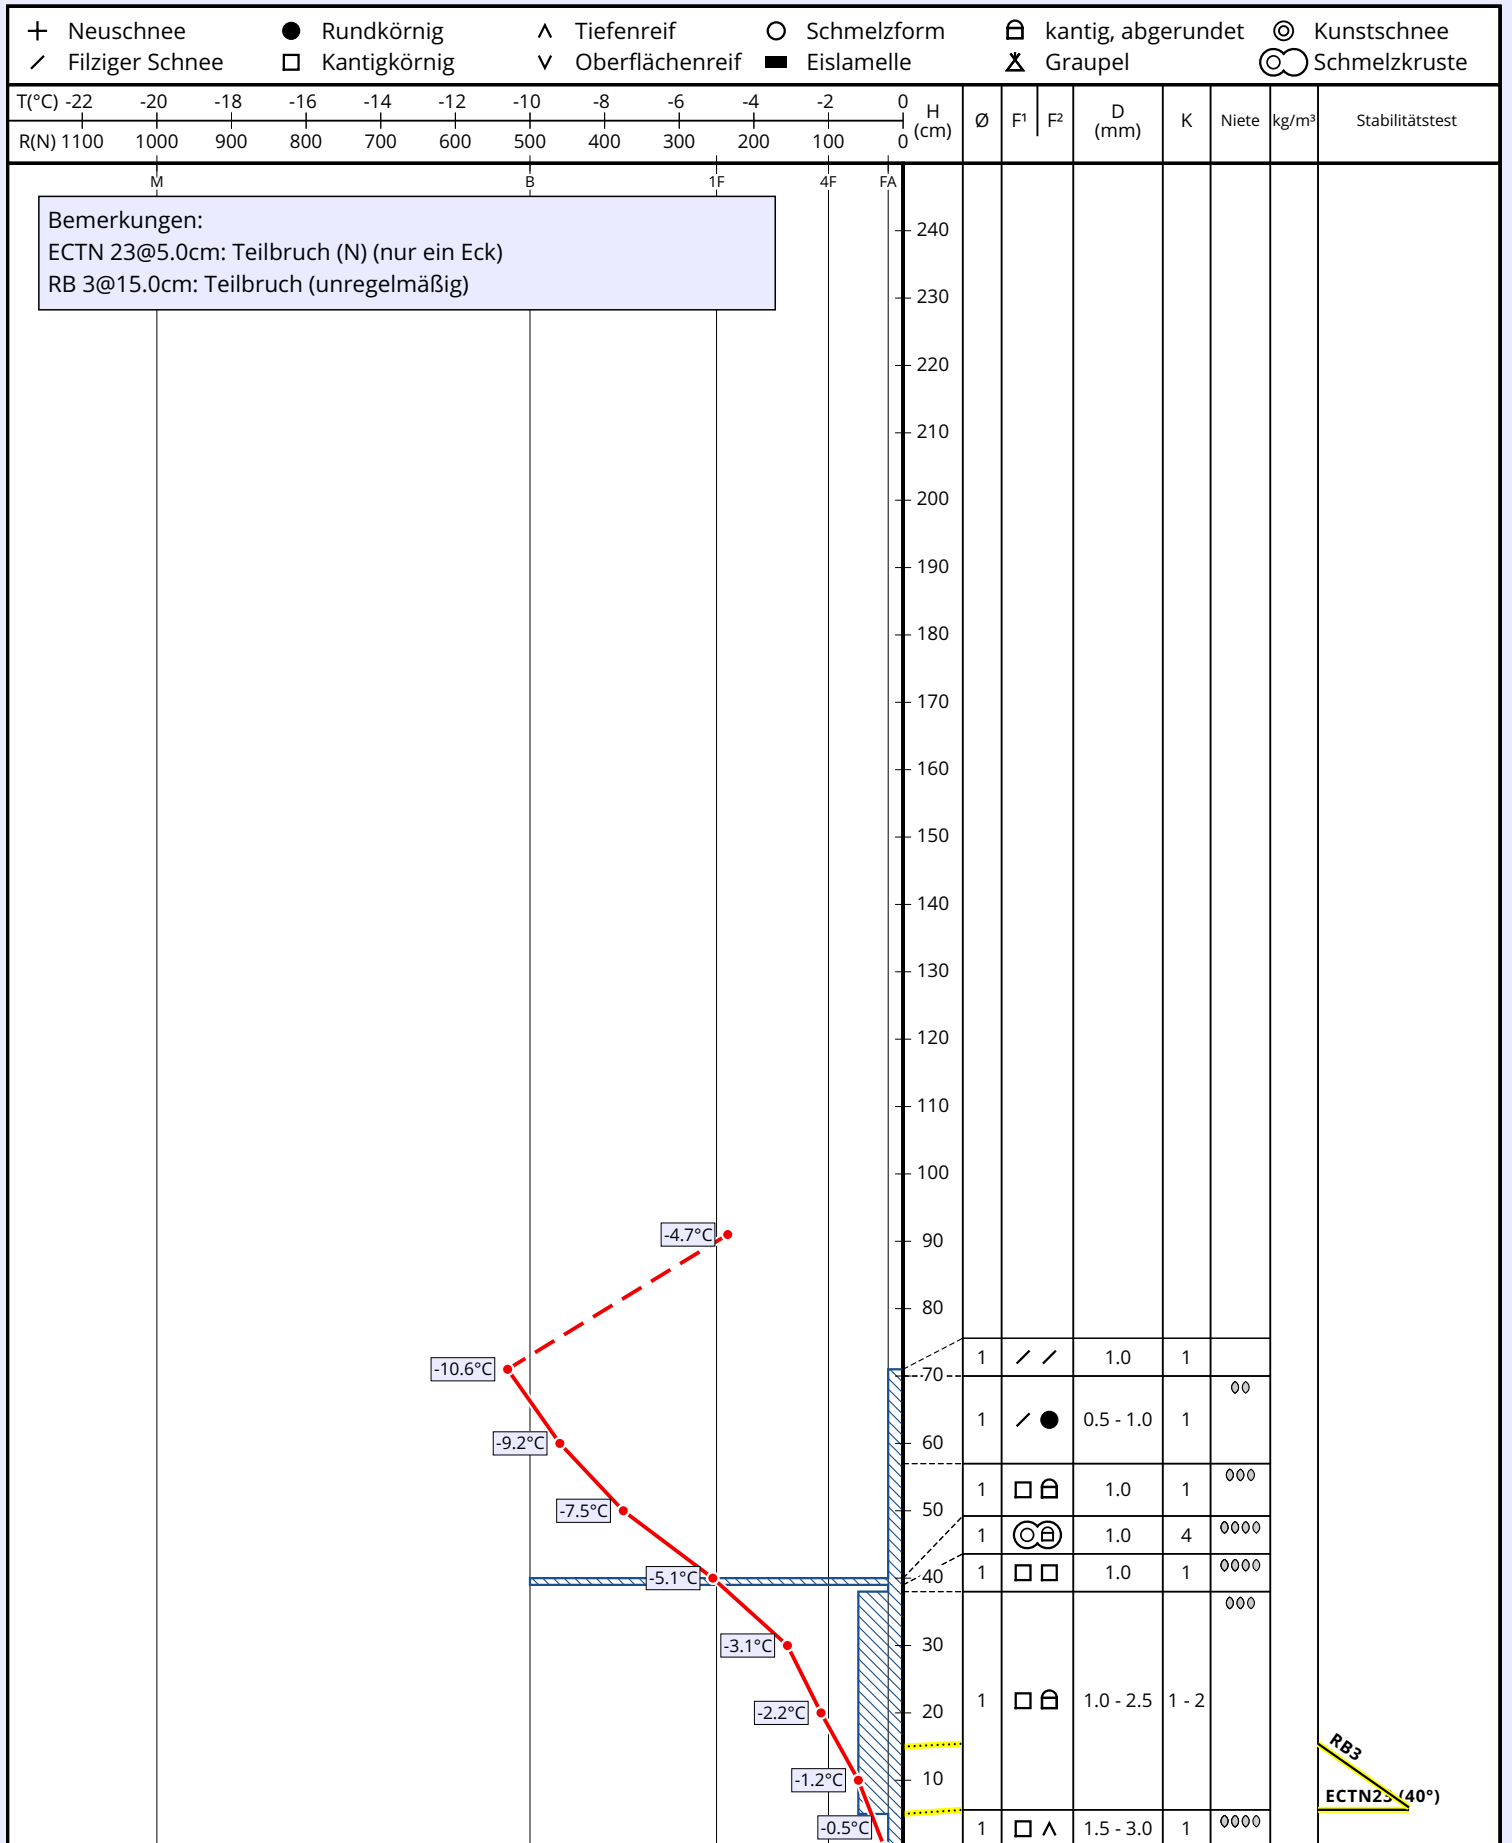 Neuschnee Rundkörnig Tiefenreif Schmelzform kantig, abgerundet Kunstschnee
Filziger Schnee Kantigkörnig Oberflächenreif Eislamelle Graupel Schmelzkruste
T(°C) -22 -20 -18 -16 -14 -12 -10 -8 -6 -4 -2 0
R(N) 1100 1000 900 800 700 600 500 400 300 200 100 0
H (cm) Ø F¹ F² D (mm) K Niete kg/m³ Stabilitätstest
M B 1F 4F FA
Bemerkungen:
ECTN 23@5.0cm: Teilbruch (N) (nur ein Eck)
RB 3@15.0cm: Teilbruch (unregelmäßig)
240
230
220
210
200
190
180
170
160
150
140
130
120
110
100
-4.7°C 90
80
1 1.0 1
-10.6°C 70
1 0.5 - 1.0 1
-9.2°C 60
1 1.0 1
-7.5°C 50
1 1.0 4
-5.1°C 40 1 1.0 1
-3.1°C 30
1 1.0 - 2.5 1 - 2
-2.2°C 20
RB3
-1.2°C 10
ECTN23 (40°)
-0.5°C 1 1.5 - 3.0 1